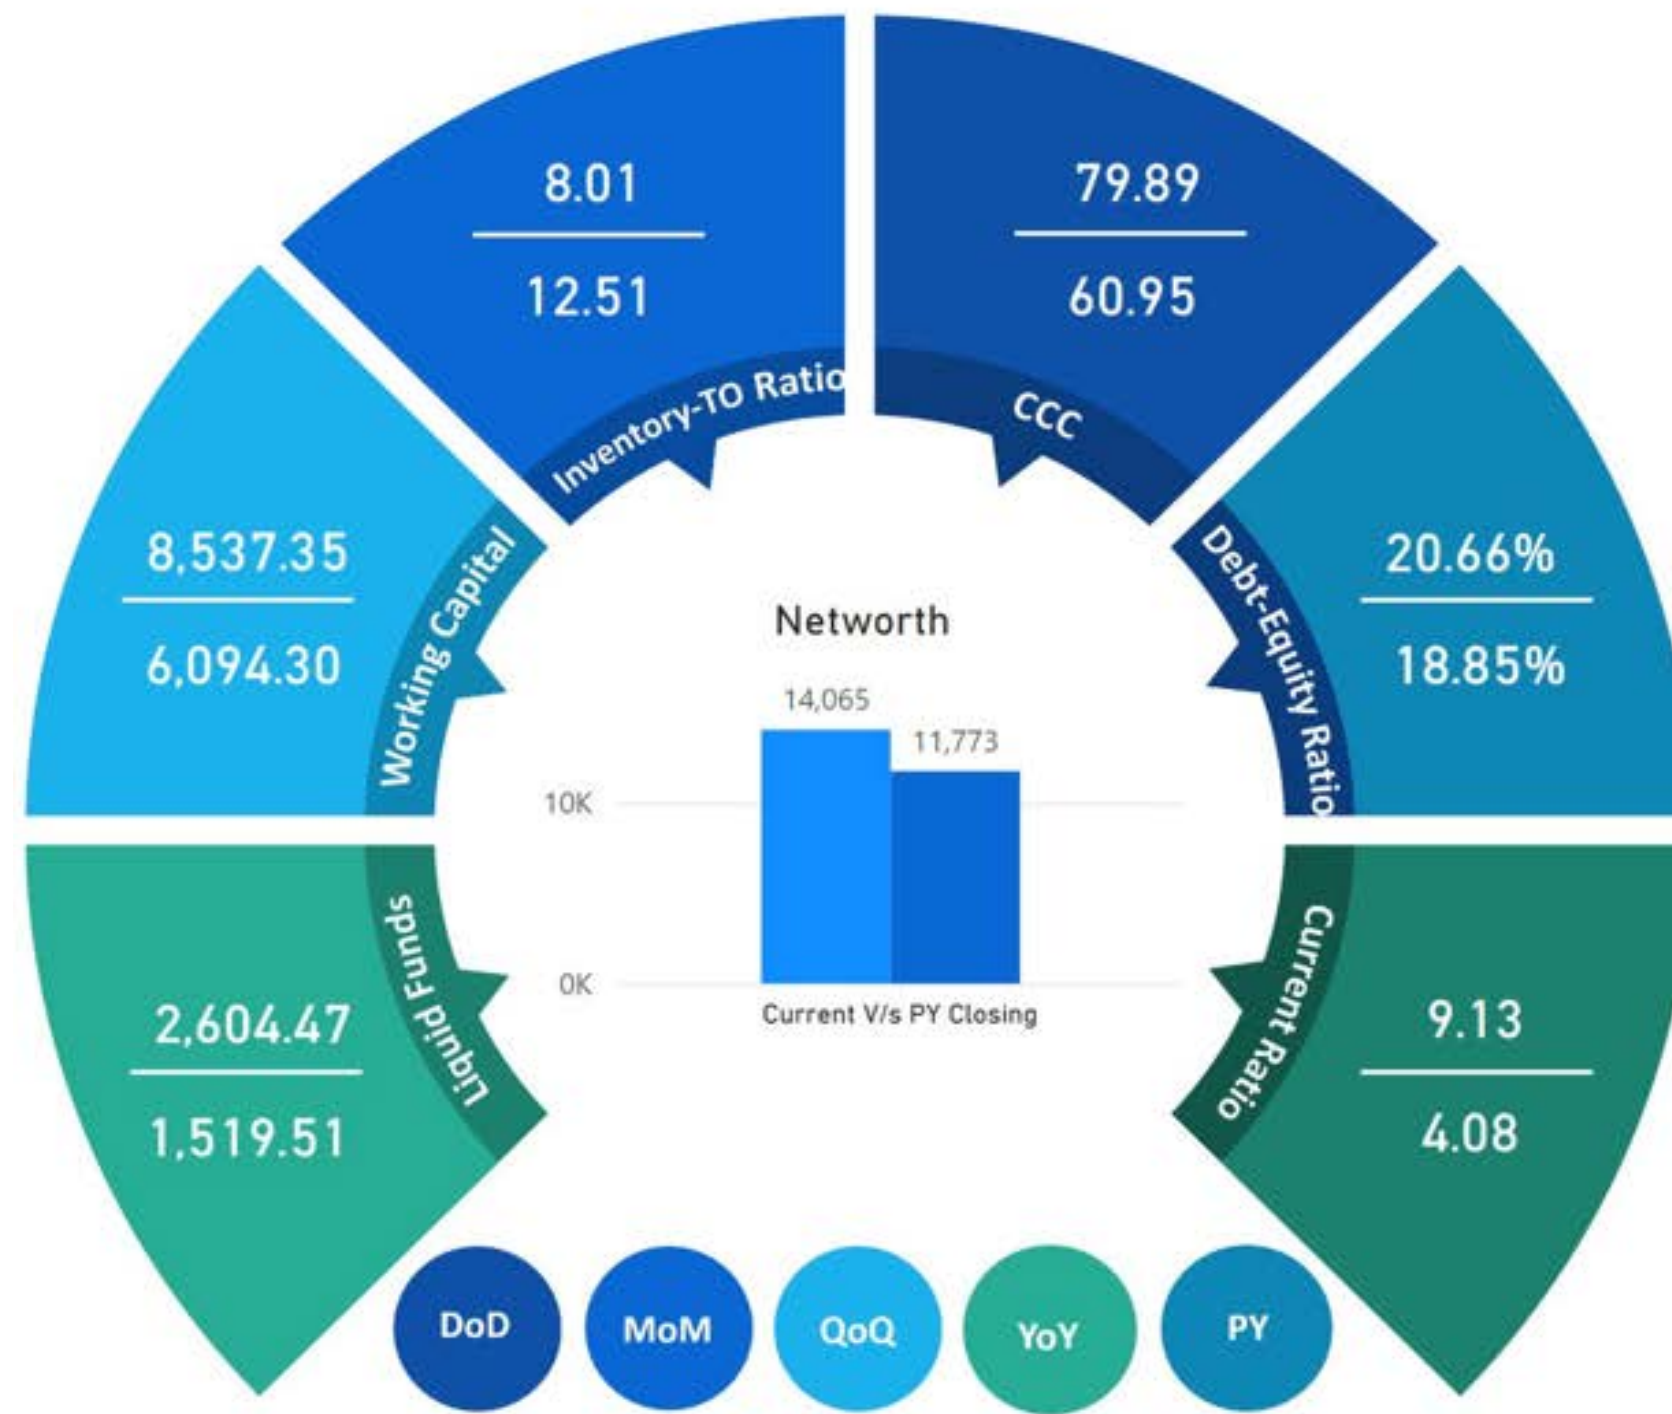 8.01
12.51
Inventory-TO Ratio
79.89
60.95
CCC
8,537.35
6,094.30
Working Capital
20.66%
18.85%
Debt-Equity Ratio
Networth
14,065
11,773
10K
0K
Current V/s PY Closing
2,604.47
1,519.51
Liquid Funds
9.13
4.08
Current Ratio
DoD
MoM
QoQ
YoY
PY